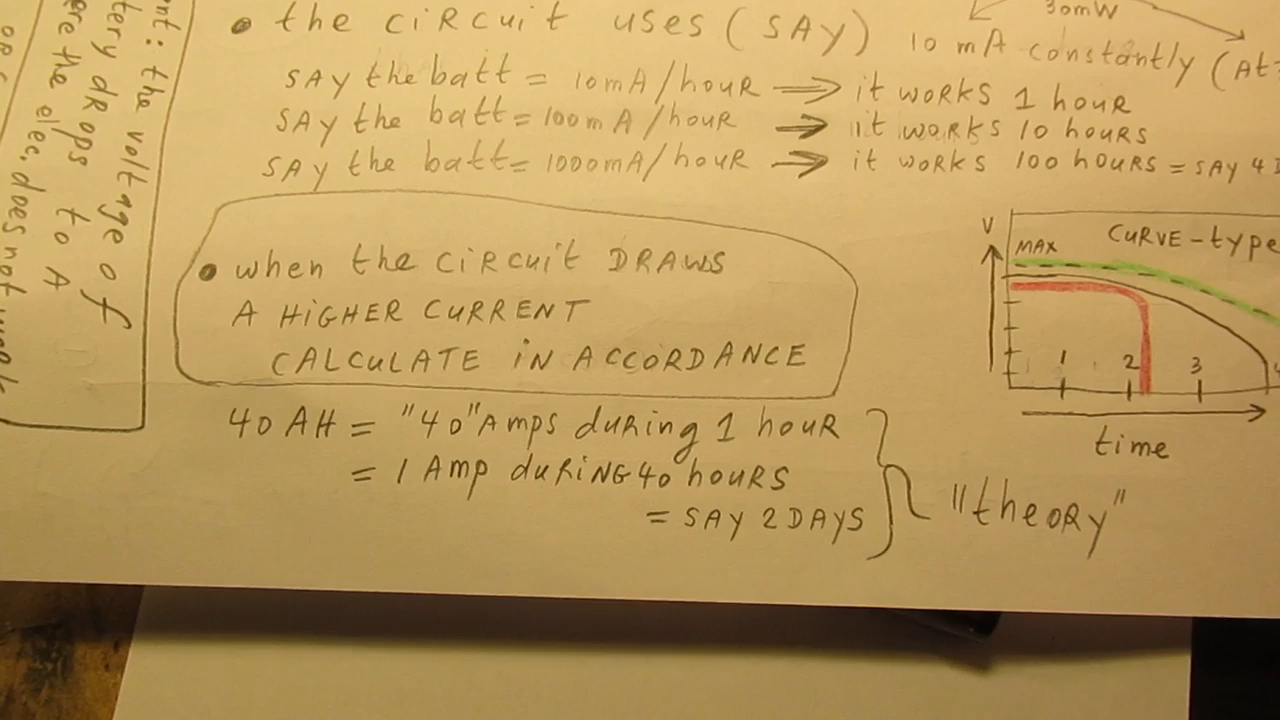 nt: the voltage of
tery drops to A
ere the elec. does not work
30mW
• the circuit uses (SAY) 10 mA constantly (At
SAY the batt = 10mA/hour ⇒ it works 1 hour
SAY the batt = 100mA/hour → it works 10 hours
SAY the batt = 1000mA/hour → it works 100 hours = SAY 4
• when the circuit DRAWS
A HIGHER CURRENT
CALCULATE IN ACCORDANCE
40 AH = "40" Amps during 1 hour
= 1 Amp during 40 hours
= SAY 2 DAYS
"theory"
V
MAX
CURVE-type
1 2 3 4
time